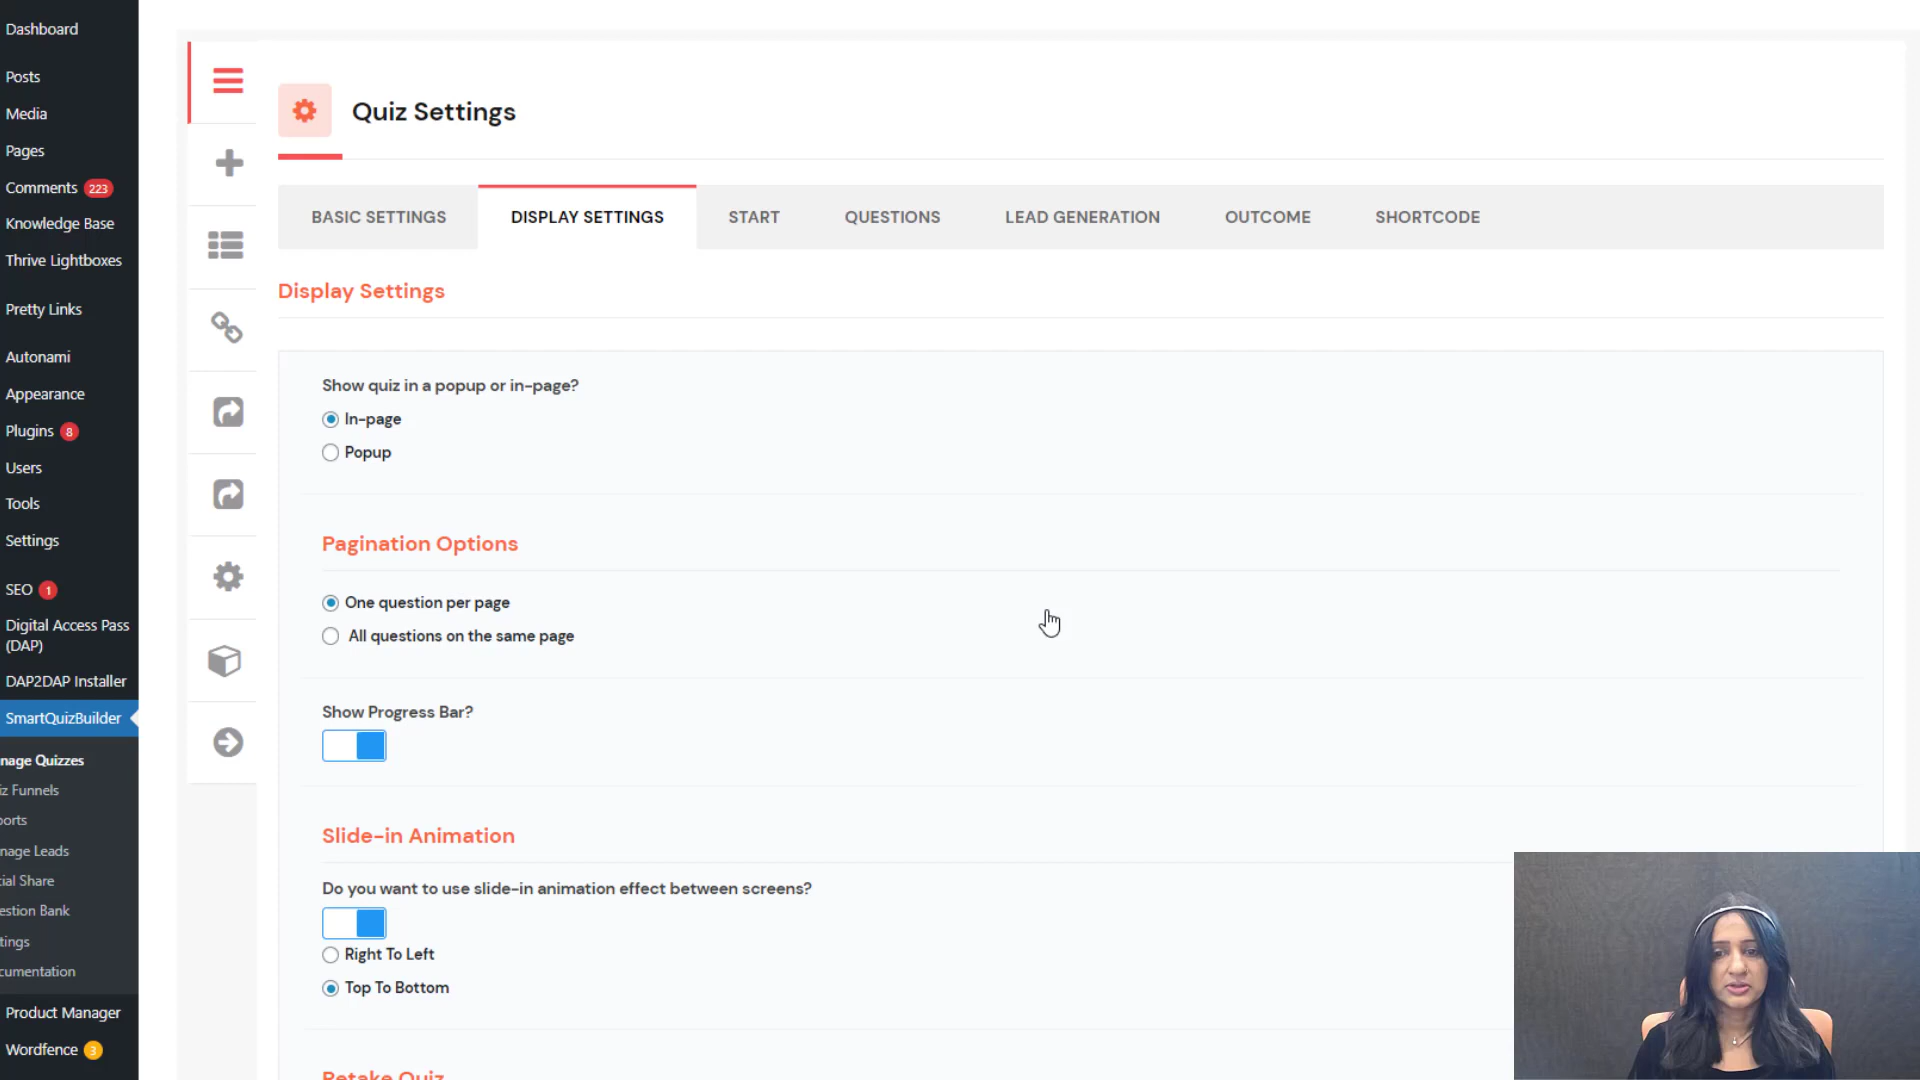 Dashboard
Posts
Media
Pages
Comments 223
Knowledge Base
Thrive Lightboxes
Pretty Links
Autonami
Appearance
Plugins 8
Users
Tools
Settings
SEO 1
Digital Access Pass
(DAP)
DAP2DAP Installer
SmartQuizBuilder
nage Quizzes
iz Funnels
ports
nage Leads
cial Share
estion Bank
tings
cumentation
Product Manager
Wordfence 3
Quiz Settings
BASIC SETTINGS DISPLAY SETTINGS START QUESTIONS LEAD GENERATION OUTCOME SHORTCODE
Display Settings
Show quiz in a popup or in-page?
In-page
Popup
Pagination Options
One question per page
All questions on the same page
Show Progress Bar?
Slide-in Animation
Do you want to use slide-in animation effect between screens?
Right To Left
Top To Bottom
Retake Quiz